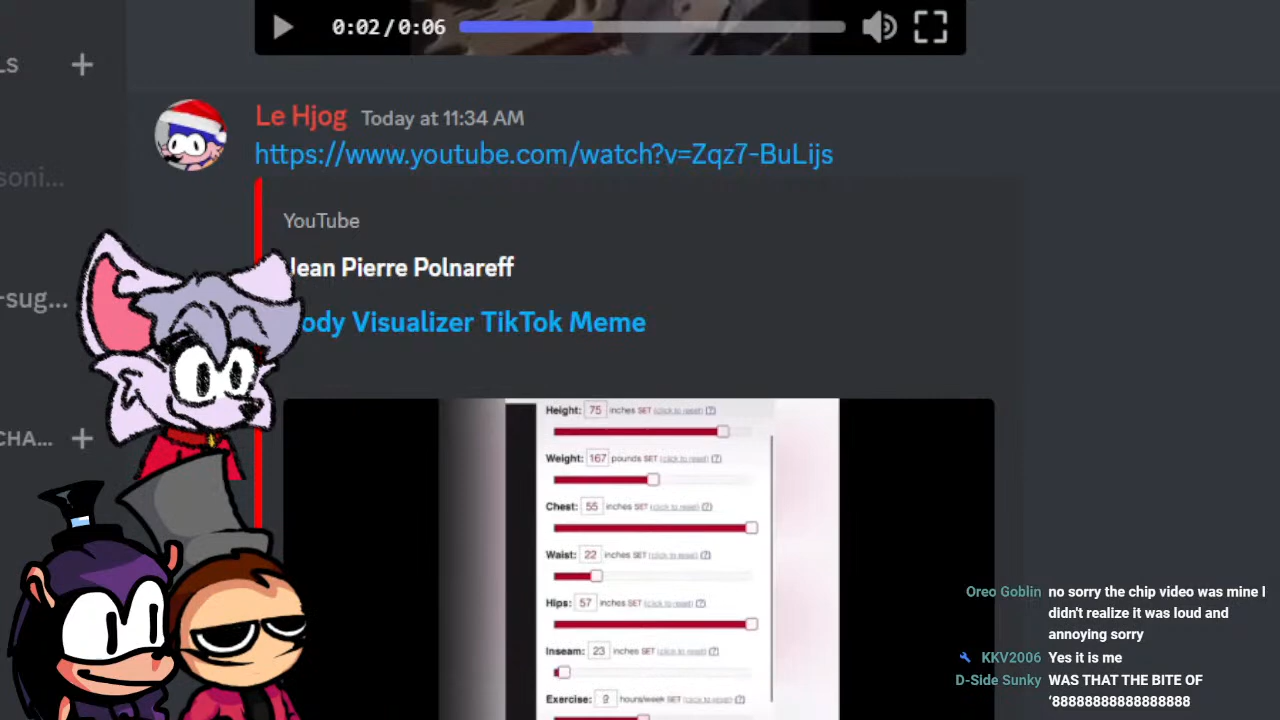 0:02/0:06
LS +
Le Hjog Today at 11:34 AM
https://www.youtube.com/watch?v=Zqz7-BuLijs
soni...
YouTube
Jean Pierre Polnareff
-sug...
ody Visualizer TikTok Meme
Height: 75 inches SET (click to reset) (?)
CHA... +
Weight: 167 pounds SET (click to reset) (?)
Chest: 55 inches SET (click to reset) (?)
Waist: 22 inches SET (click to reset) (?)
Hips: 57 inches SET (click to reset) (?)
Inseam: 23 inches SET (click to reset) (?)
Exercise: 9 hours/week SET (click to reset) (?)
Oreo Goblin no sorry the chip video was mine I
didn't realize it was loud and
annoying sorry
KKV2006 Yes it is me
D-Side Sunky WAS THAT THE BITE OF
'88888888888888888